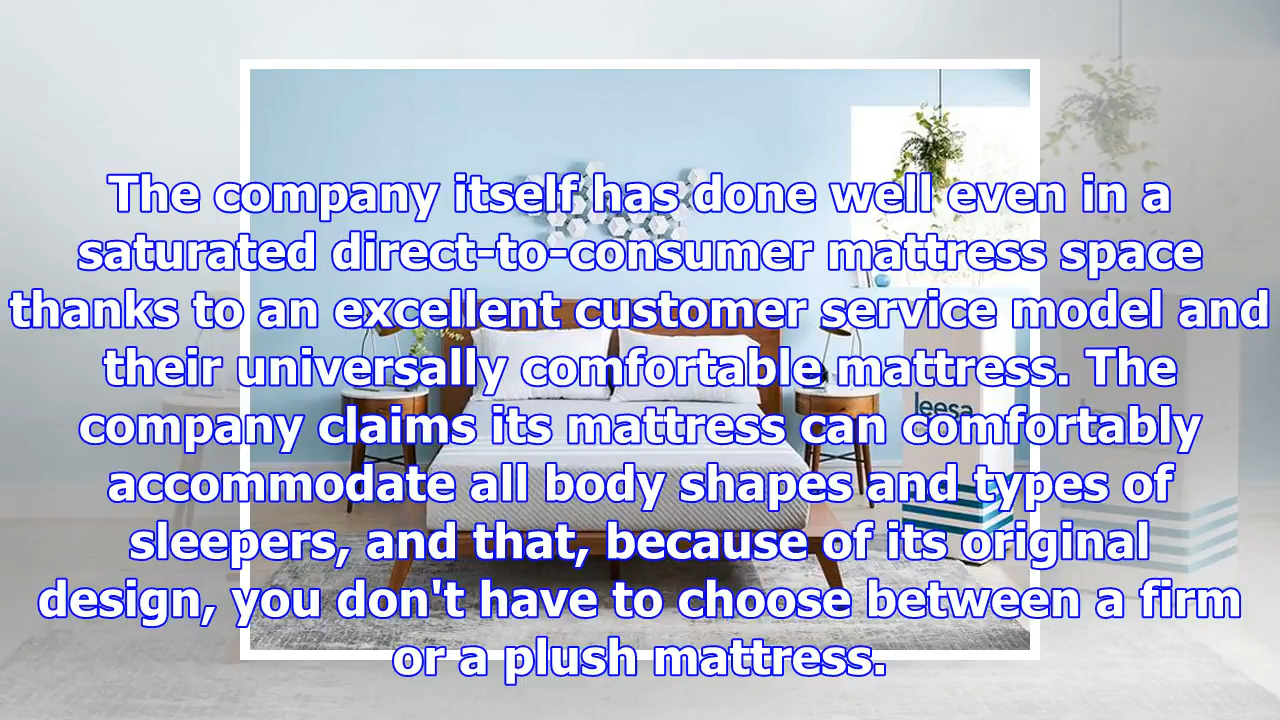 The company itself has done well even in a
saturated direct-to-consumer mattress space
thanks to an excellent customer service model and
their universally comfortable mattress. The
company claims its mattress can comfortably
accommodate all body shapes and types of
sleepers, and that, because of its original
design, you don't have to choose between a firm
or a plush mattress.
leesa